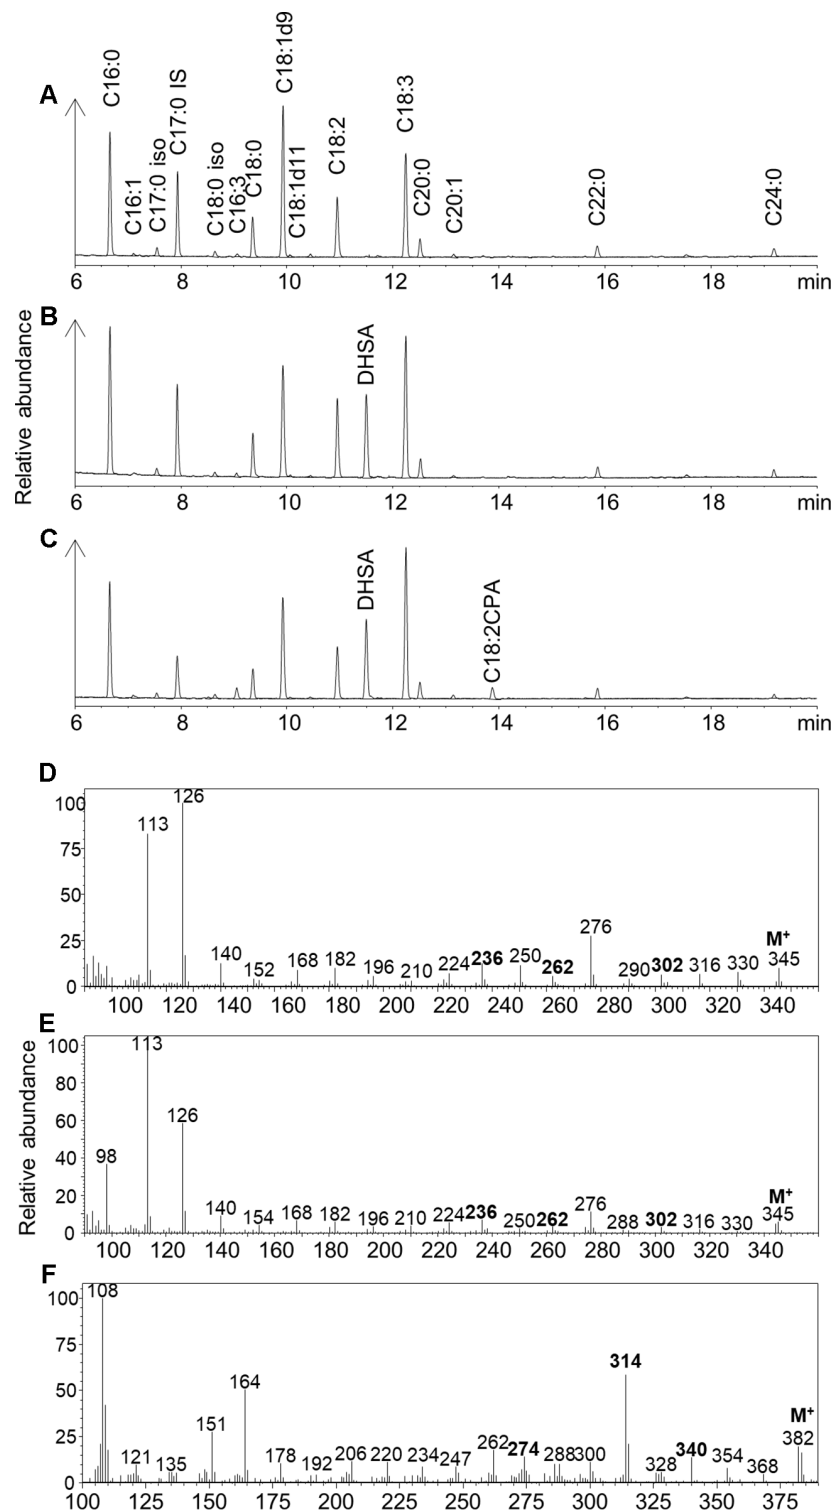 A
C16:0
C16:1
C17:0 iso
C17:0 IS
C18:0 iso
C16:3
C18:0
C18:1d9
C18:1d11
C18:2
C18:3
C20:0
C20:1
C22:0
C24:0
6 8 10 12 14 16 18 min
B
Relative abundance
DHSA
6 8 10 12 14 16 18 min
C
DHSA
C18:2CPA
6 8 10 12 14 16 18 min
D
100
75
50
25
0
113 126 140 152 168 182 196 210 224 236 250 262 276 290 302 316 330 M+ 345
100 120 140 160 180 200 220 240 260 280 300 320 340
E
Relative abundance
100
80
60
40
20
0
98 113 126 140 154 168 182 196 210 224 236 250 262 276 288 302 316 330 M+ 345
100 120 140 160 180 200 220 240 260 280 300 320 340
F
100
75
50
25
0
108 121 135 151 164 178 192 206 220 234 247 262 274 288 300 314 328 340 354 368 M+ 382
100 125 150 175 200 225 250 275 300 325 350 375